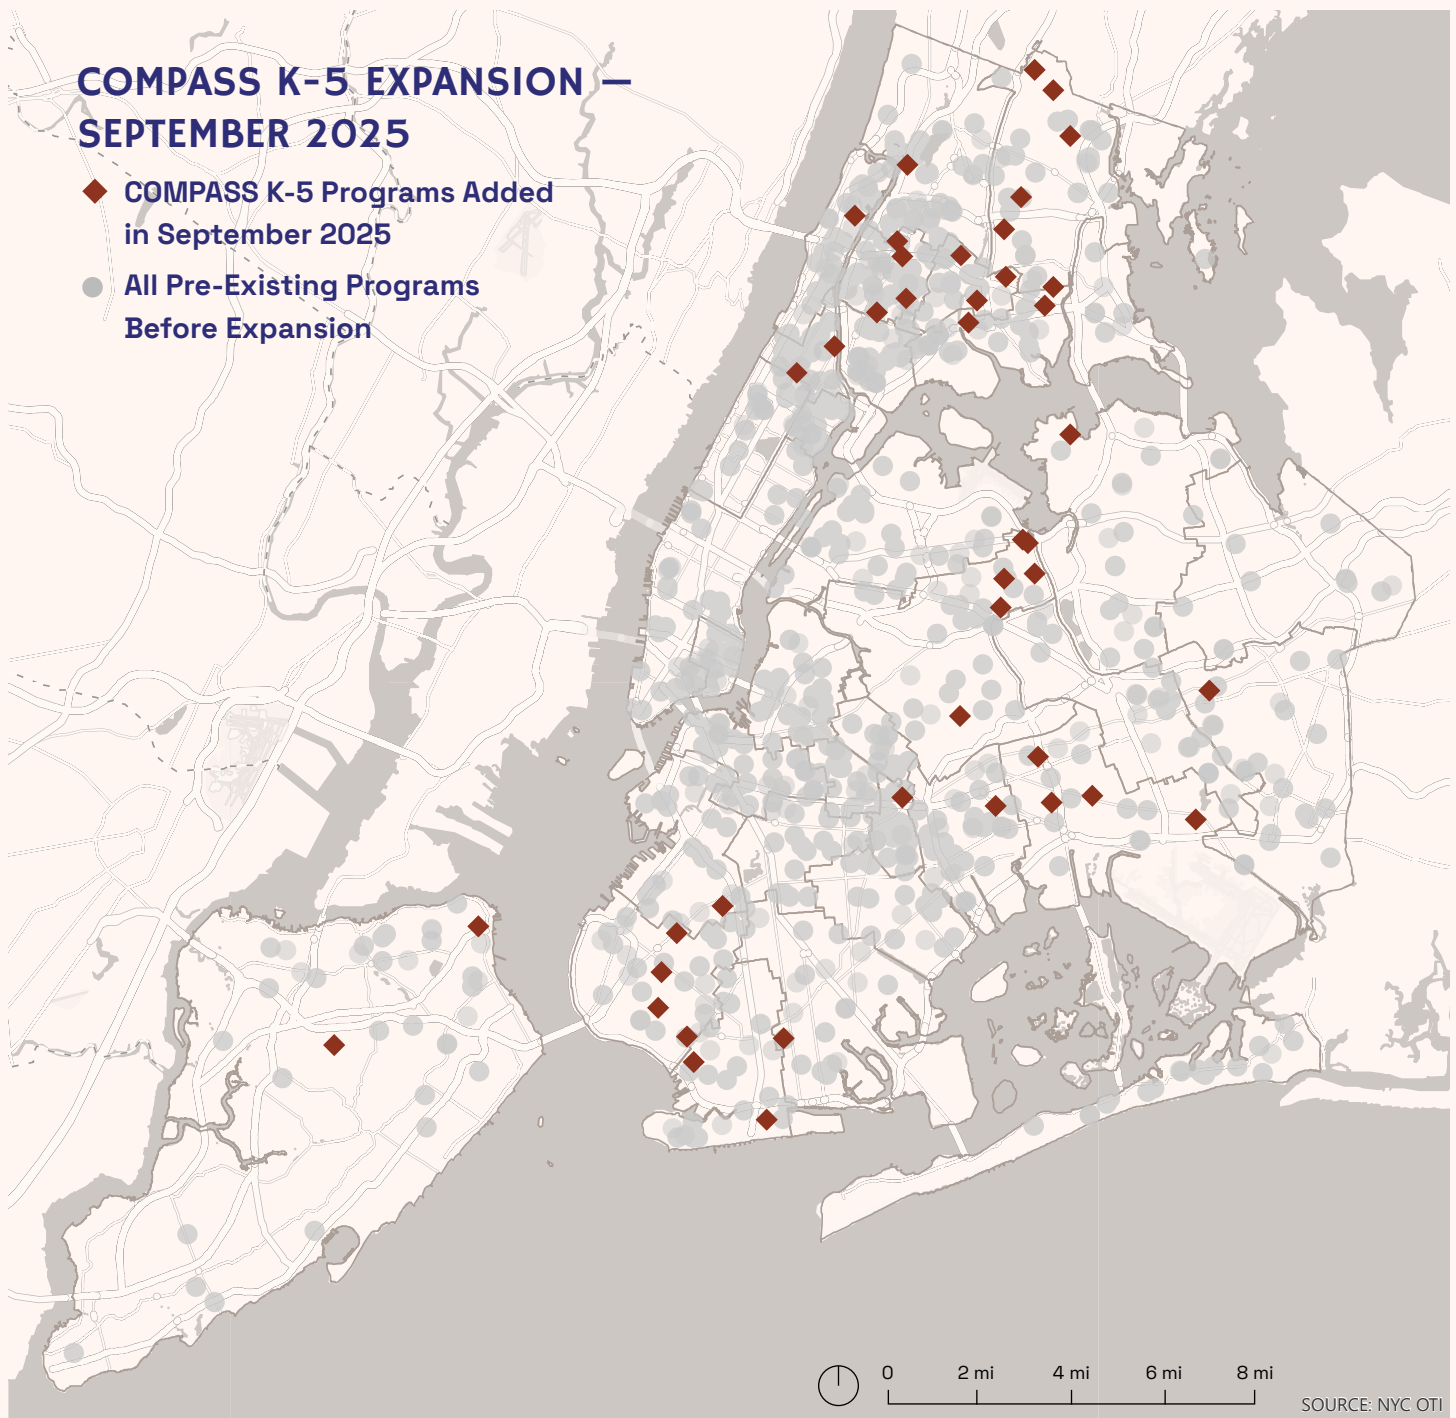 COMPASS K-5 EXPANSION —
SEPTEMBER 2025
COMPASS K-5 Programs Added
in September 2025
All Pre-Existing Programs
Before Expansion
0 2 mi 4 mi 6 mi 8 mi
SOURCE: NYC OTI